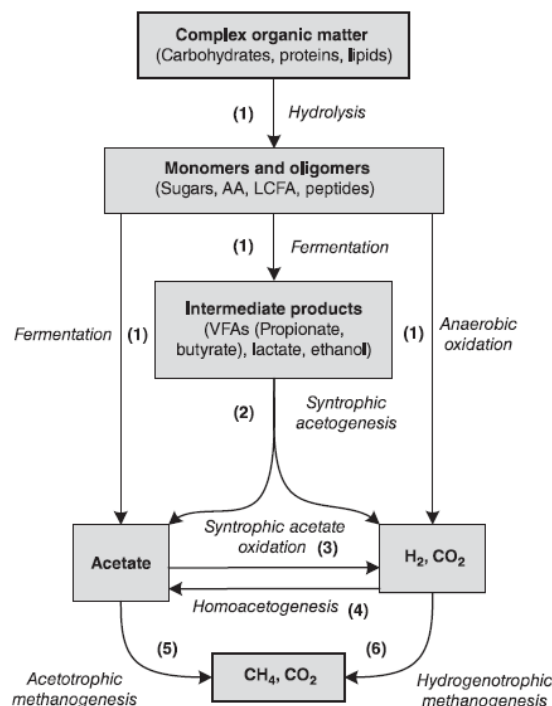 Complex organic matter
(Carbohydrates, proteins, lipids)
(1)
Hydrolysis
Monomers and oligomers
(Sugars, AA, LCFA, peptides)
(1)
Fermentation
Intermediate products
(VFAs (Propionate,
butyrate), lactate, ethanol)
Fermentation
(1)
(1)
Anaerobic
oxidation
(2)
Syntrophic
acetogenesis
Syntrophic acetate
oxidation (3)
Acetate
H₂, CO₂
Homoacetogenesis (4)
(5)
(6)
Acetotrophic
methanogenesis
CH₄, CO₂
Hydrogenotrophic
methanogenesis